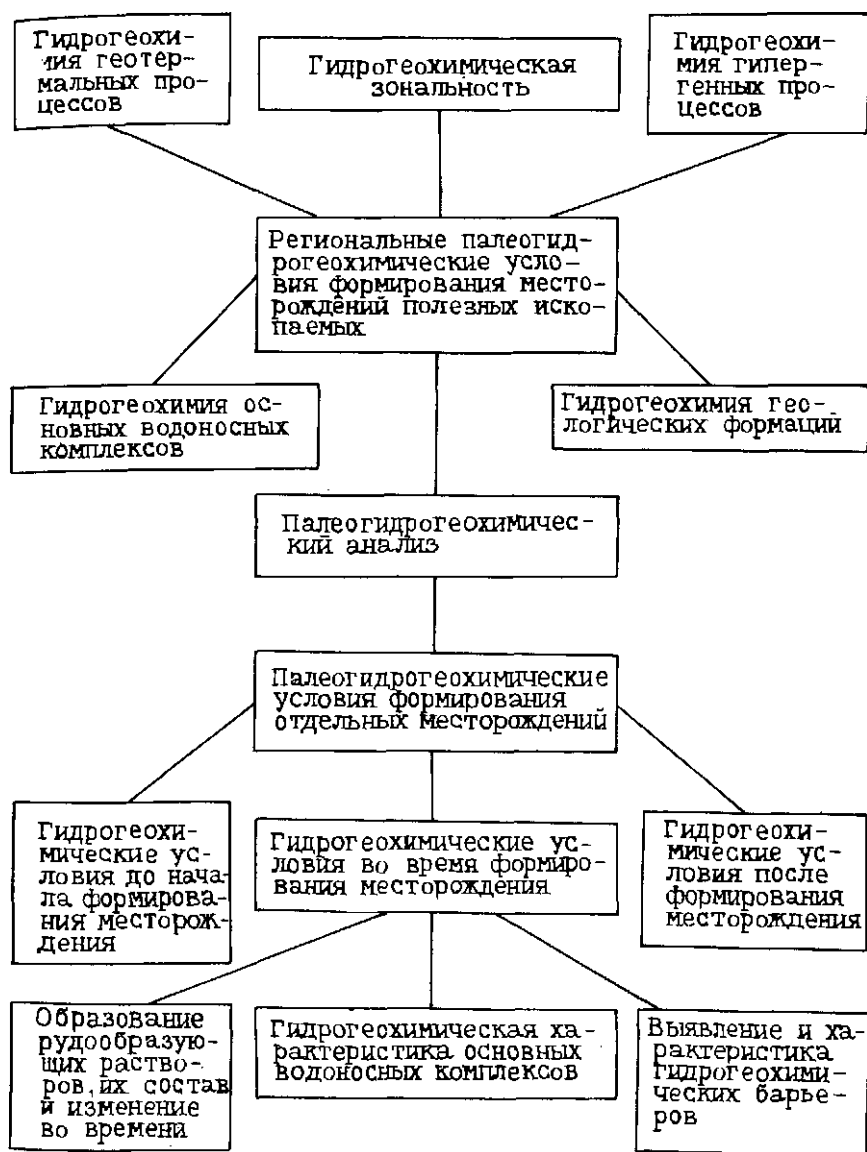 Гидрогеохи-
мия геотер-
мальных про-
цессов
Гидрогеохимическая
зональность
Гидрогеохи-
мия гипер-
генных про-
цессов
Региональные палеогид-
рогеохимические усло-
вия формирования место-
рождений полезных иско-
паемых
Гидрогеохимия ос-
новных водоносных
комплексов
Гидрогеохимия гео-
логических формаций
Палеогидрогеохимичес-
кий анализ
Палеогидрогеохимические
условия формирования
отдельных месторождений
Гидрогеохи-
мические ус-
ловия до нача-
ла формирова-
ния месторож-
дения
Гидрогеохимические ус-
ловия во время формиро-
вания месторождения
Гидрогеохи-
мические ус-
ловия после
формирования
месторождения
Образование
рудообразую-
щих раство-
ров, их состав
и изменение
во времени
Гидрогеохимическая ха-
рактеристика основных
водоносных комплексов
Выявление и ха-
рактеристика
гидрогеохими-
ческих барье-
ров